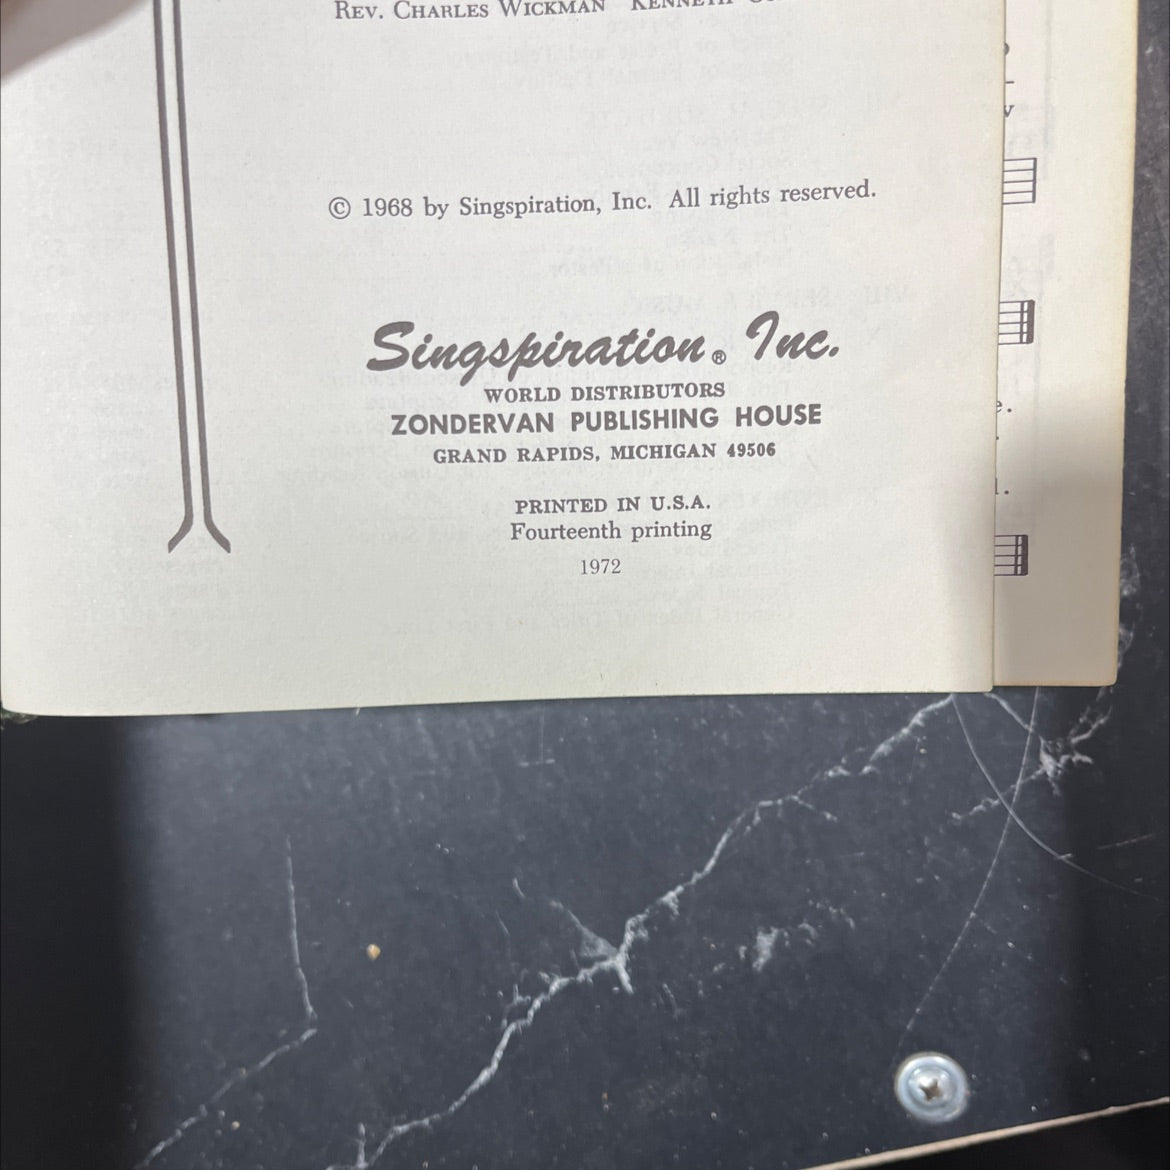 REV. CHARLES WICKMAN KENNETH
© 1968 by Singspiration, Inc. All rights reserved.
Singspiration® Inc.
WORLD DISTRIBUTORS
ZONDERVAN PUBLISHING HOUSE
GRAND RAPIDS, MICHIGAN 49506
PRINTED IN U.S.A.
Fourteenth printing
1972